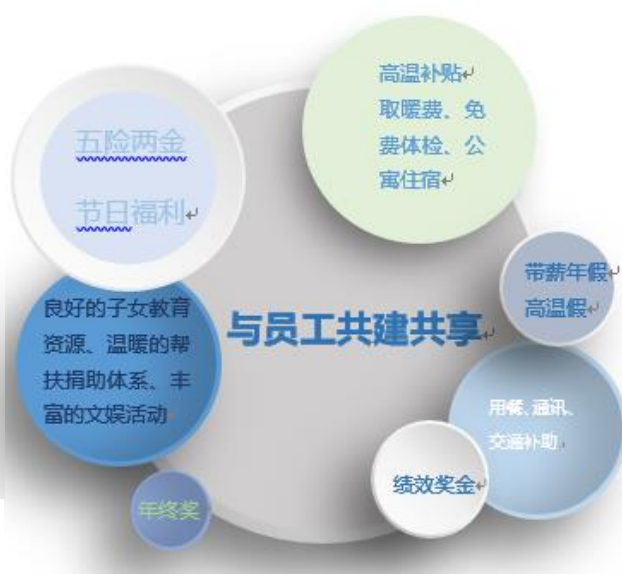 高温补贴
取暖费、免
费体检、公
寓住宿
五险两金
节日福利
带薪年假
高温假
良好的子女教育
资源、温暖的帮
扶捐助体系、丰
富的文娱活动
与员工共建共享
用餐、通讯、
交通补助
绩效奖金
年终奖